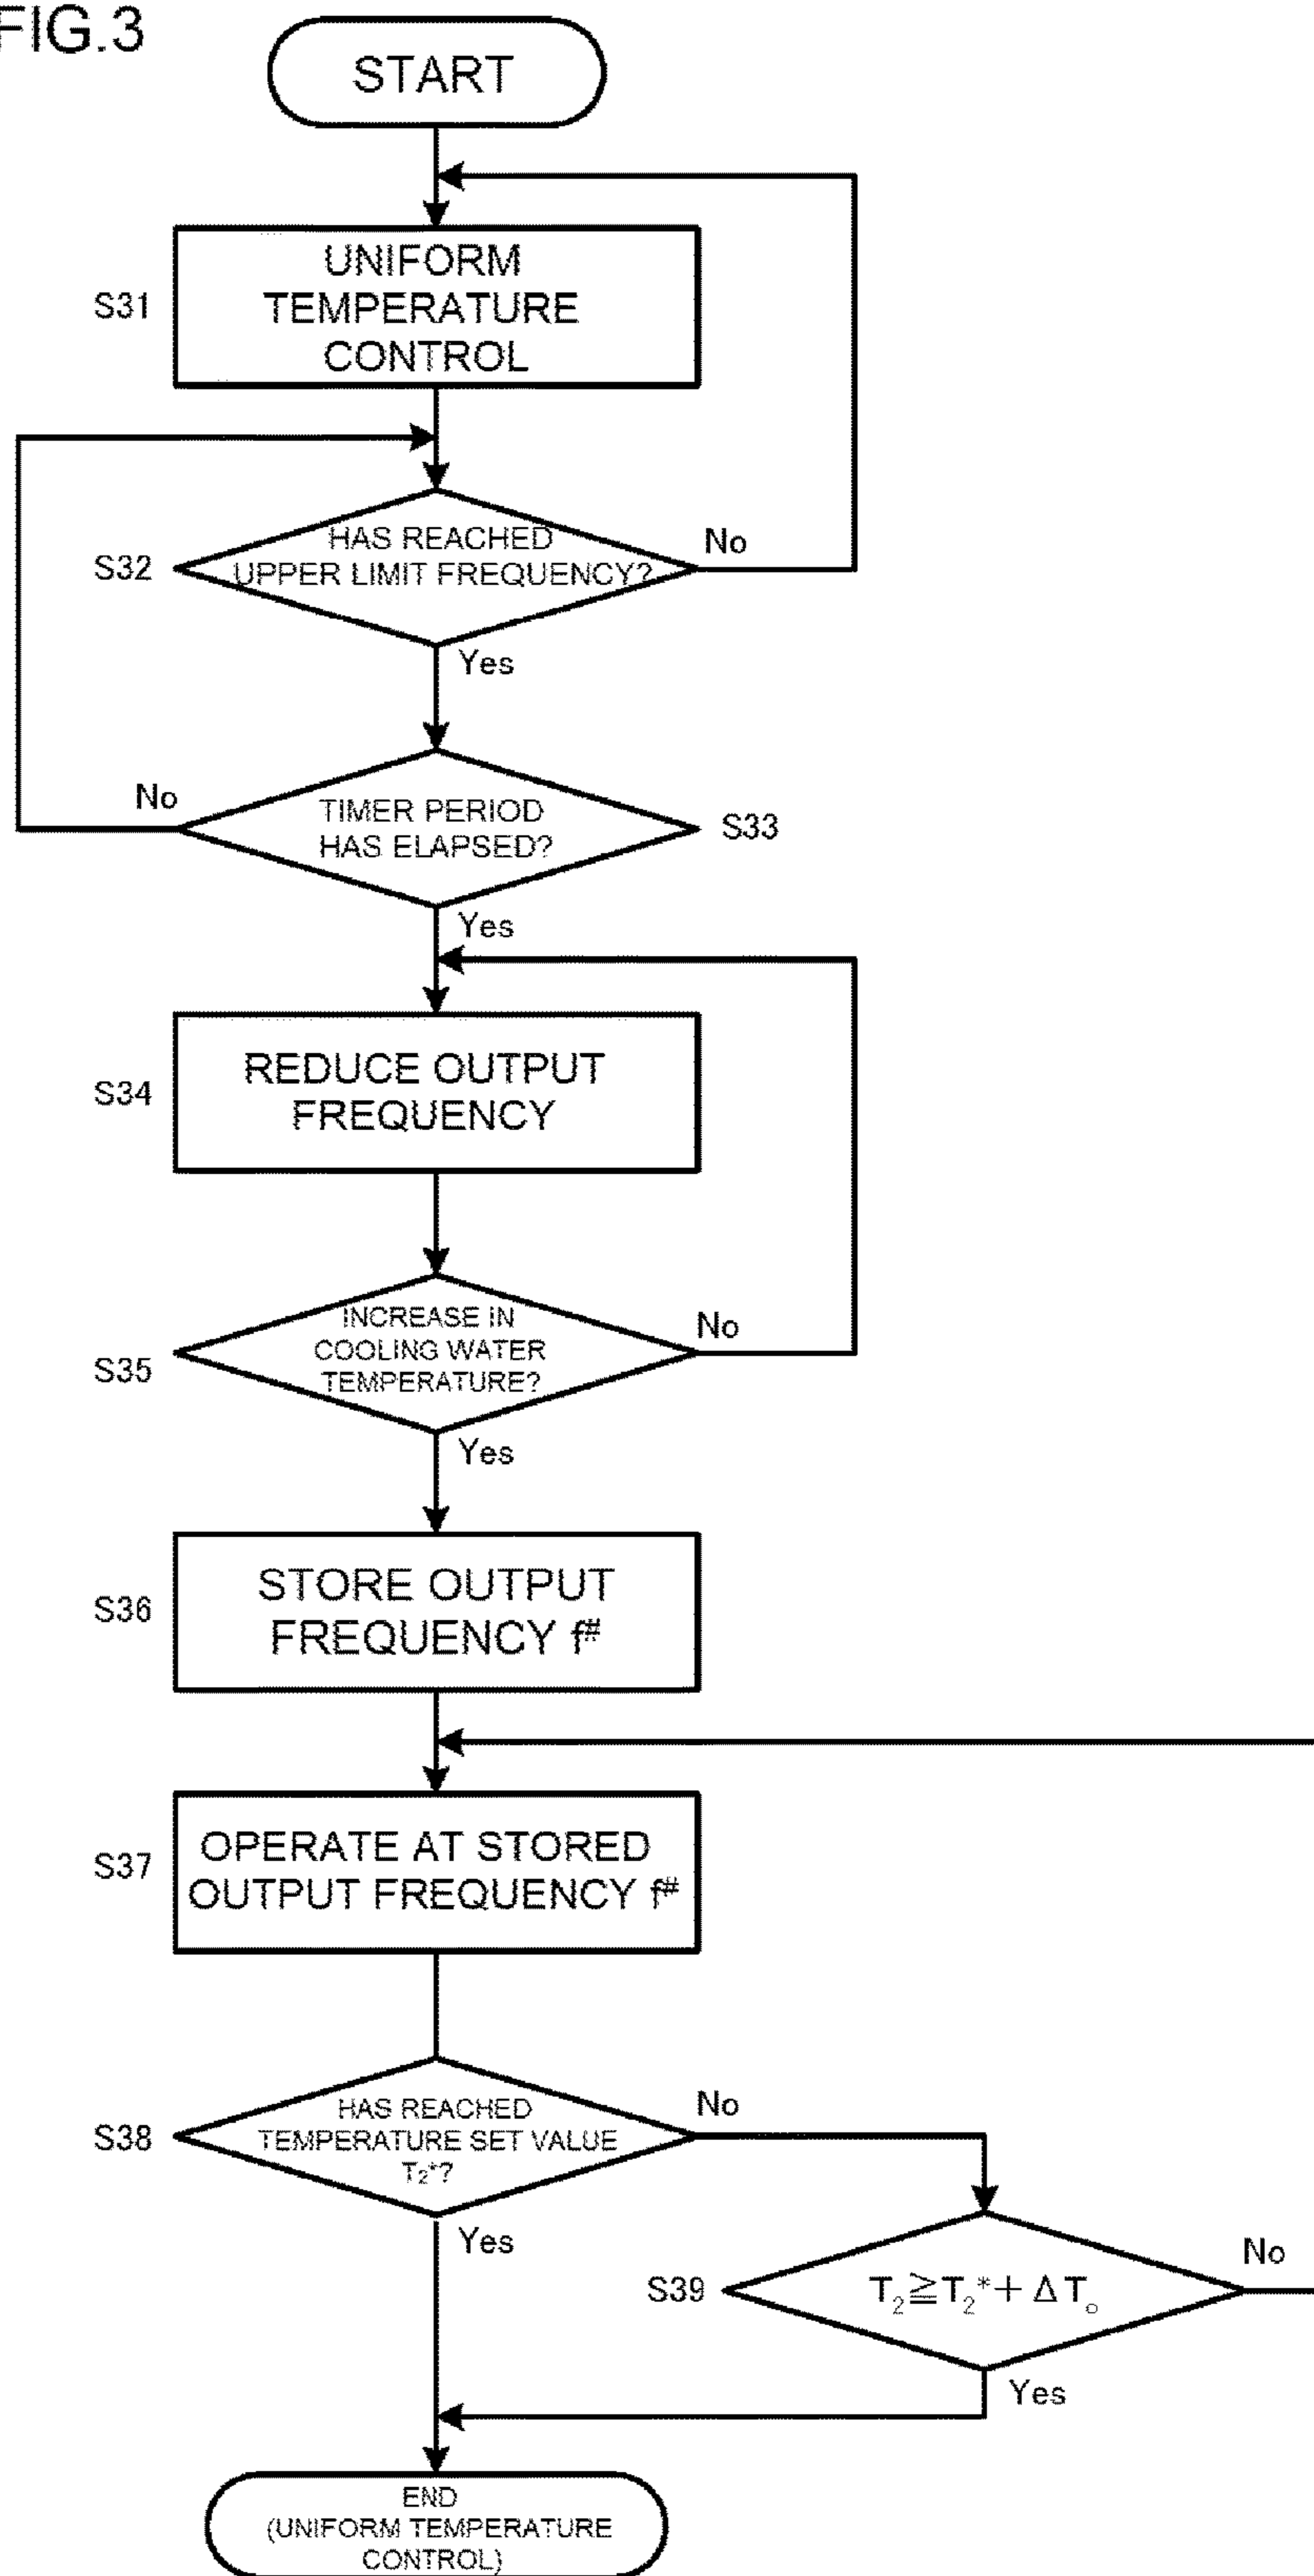 FIG.3
START
S31
UNIFORM
TEMPERATURE
CONTROL
S32
HAS REACHED
UPPER LIMIT FREQUENCY?
No
Yes
No
TIMER PERIOD
HAS ELAPSED?
S33
Yes
S34
REDUCE OUTPUT
FREQUENCY
S35
INCREASE IN
COOLING WATER
TEMPERATURE?
No
Yes
S36
STORE OUTPUT
FREQUENCY f#
S37
OPERATE AT STORED
OUTPUT FREQUENCY f#
S38
HAS REACHED
TEMPERATURE SET VALUE
T₂*?
No
Yes
S39
T₂≧T₂*+ΔT₀
No
Yes
END
(UNIFORM TEMPERATURE
CONTROL)